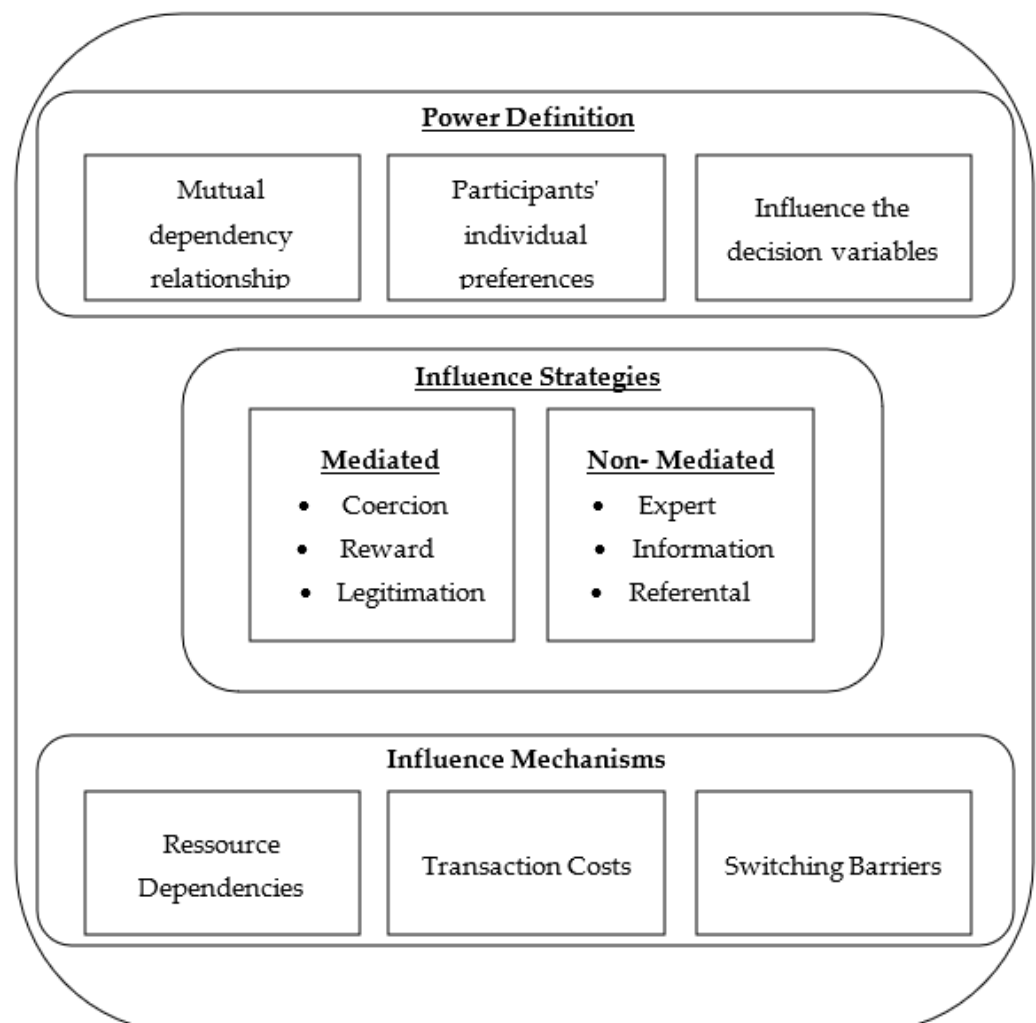 Power Definition
Mutual
dependency
relationship
Participants'
individual
preferences
Influence the
decision variables
Influence Strategies
Mediated
• Coercion
• Reward
• Legitimation
Non- Mediated
• Expert
• Information
• Referental
Influence Mechanisms
Ressource
Dependencies
Transaction Costs
Switching Barriers